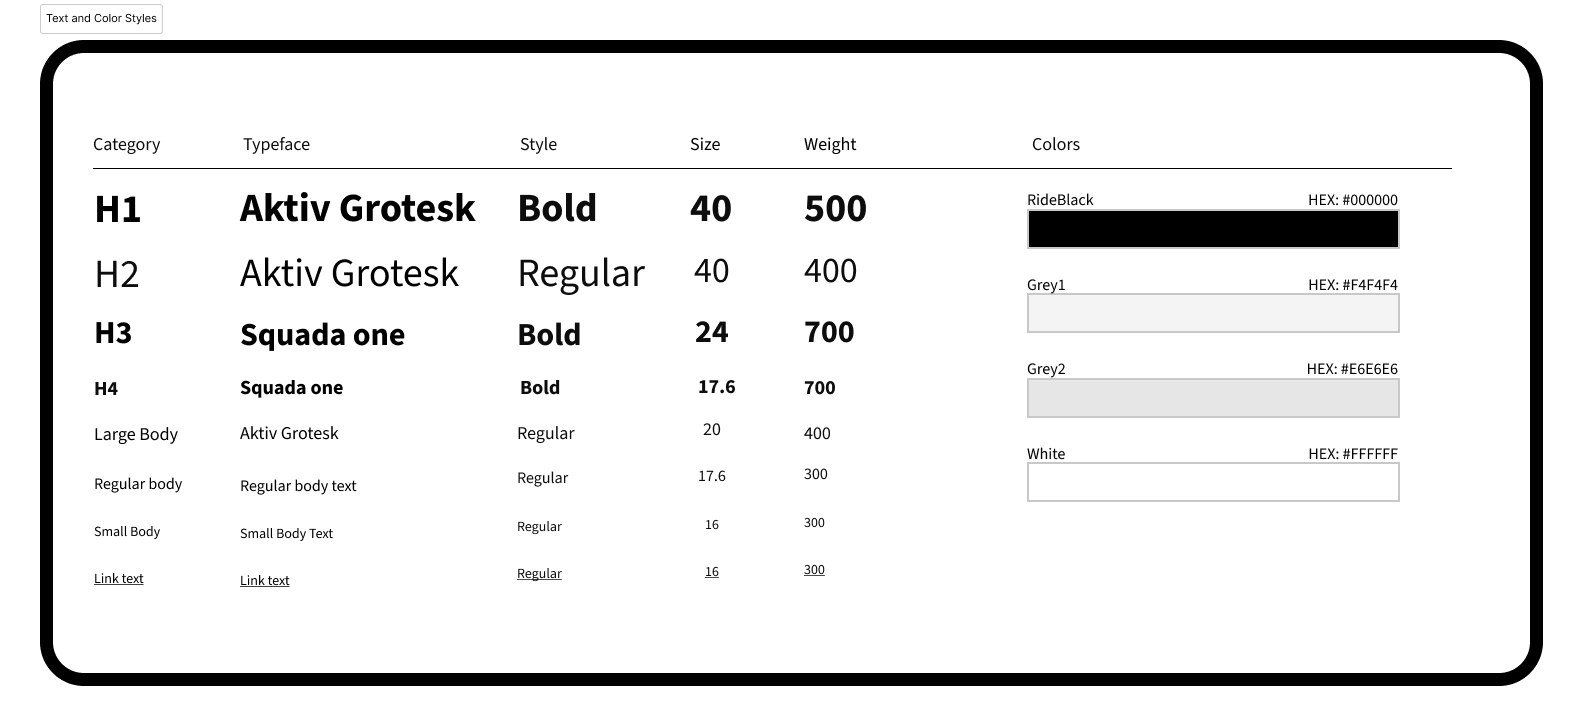 Text and Color Styles
Category Typeface Style Size Weight Colors
H1 Aktiv Grotesk Bold 40 500
RideBlack HEX: #000000
H2 Aktiv Grotesk Regular 40 400
Grey1 HEX: #F4F4F4
H3 Squada one Bold 24 700
Grey2 HEX: #E6E6E6
H4 Squada one Bold 17.6 700
Large Body Aktiv Grotesk Regular 20 400
White HEX: #FFFFFF
Regular body Regular body text Regular 17.6 300
Small Body Small Body Text Regular 16 300
Link text Link text Regular 16 300